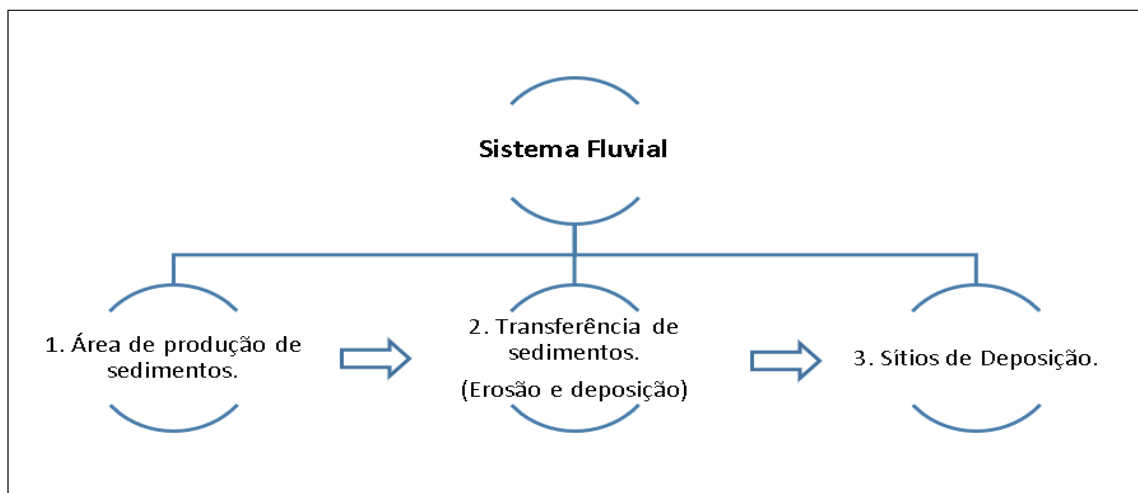 Sistema Fluvial
1. Área de produção de
sedimentos.
2. Transferência de
sedimentos.
(Erosão e deposição)
3. Sítios de Deposição.